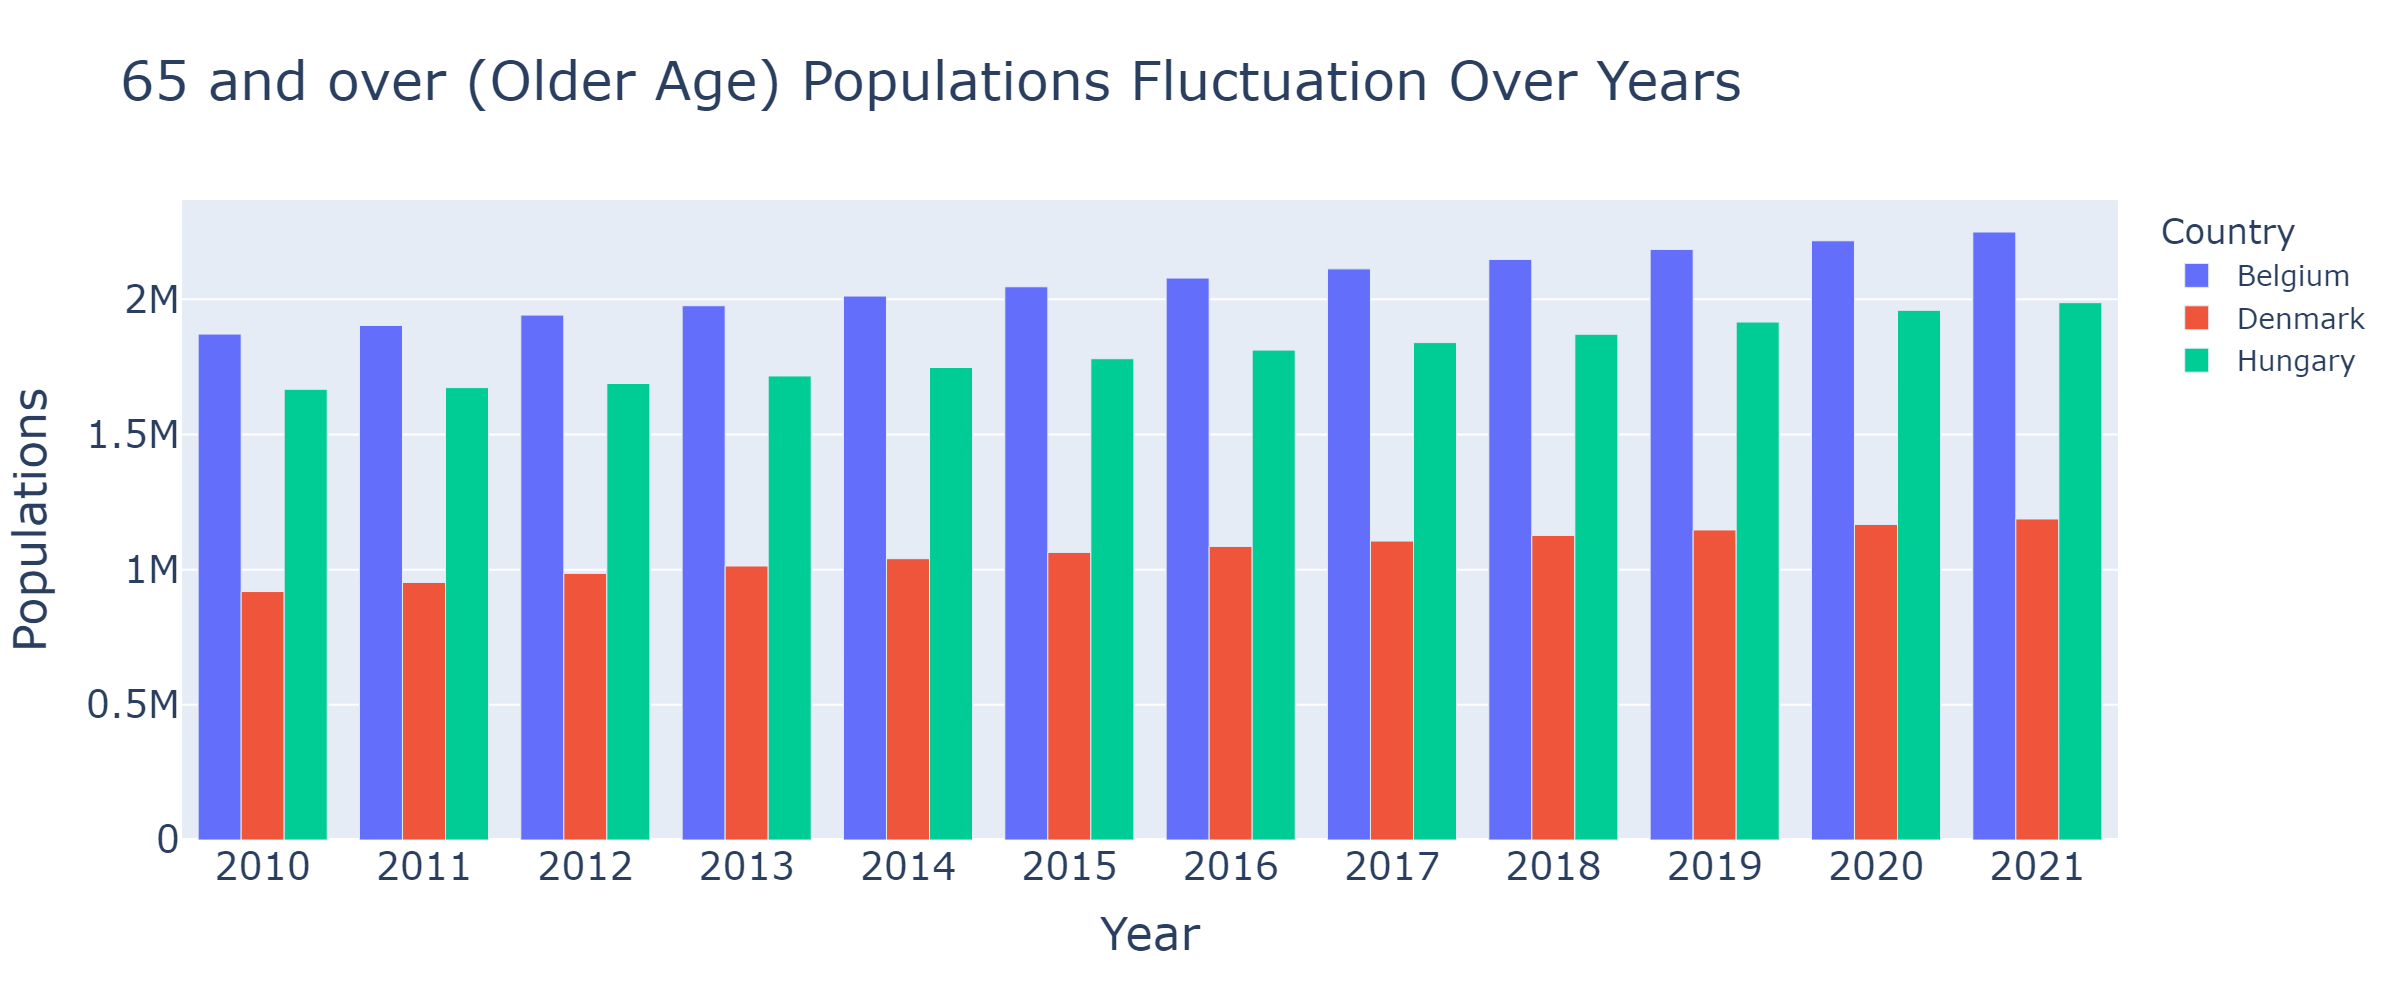 65 and over (Older Age) Populations Fluctuation Over Years
Country
Belgium
Denmark
Hungary
Populations
2M
1.5M
1M
0.5M
0
2010 2011 2012 2013 2014 2015 2016 2017 2018 2019 2020 2021
Year